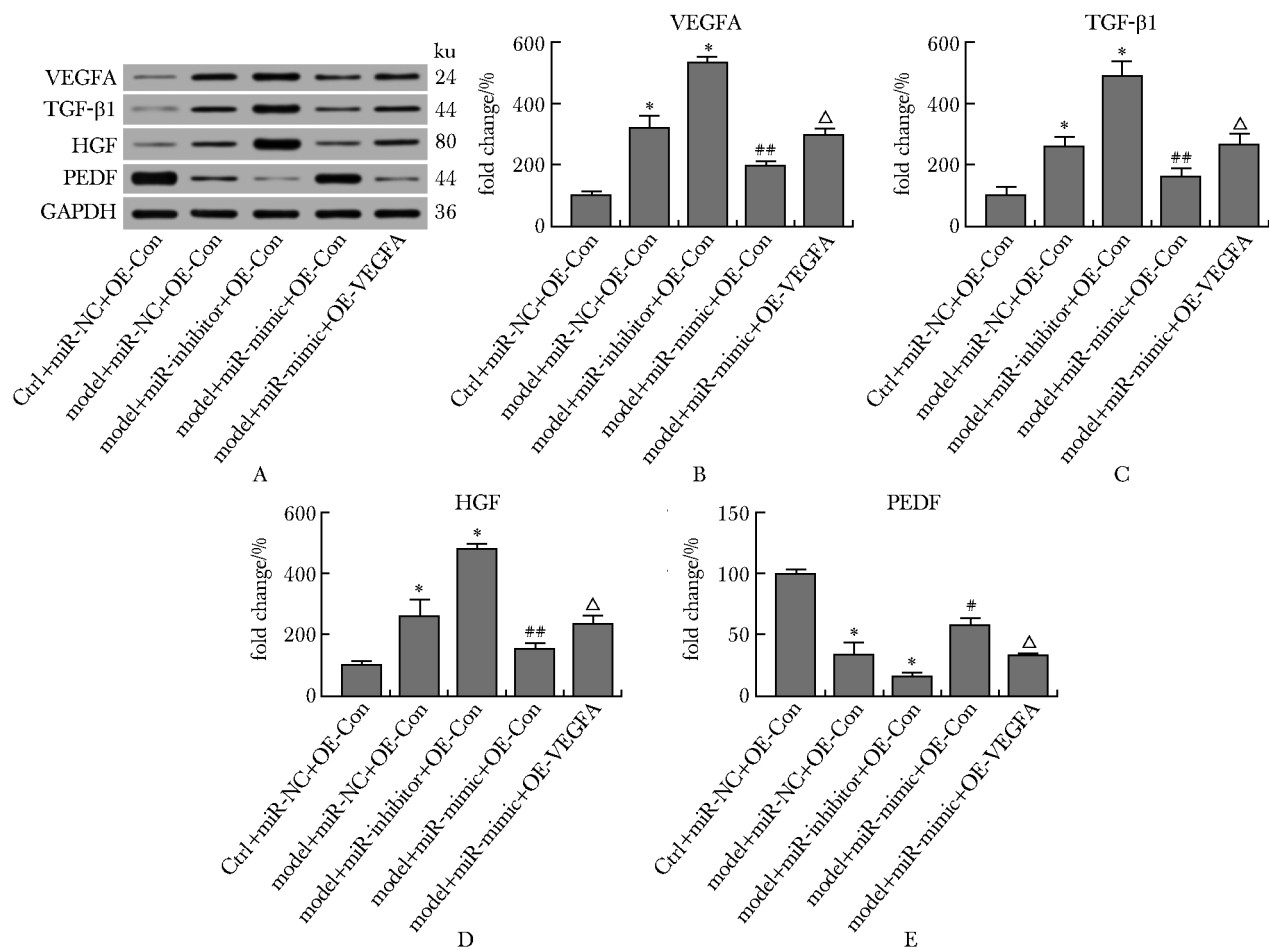 ku
VEGFA 24
TGF-β1 44
HGF 80
PEDF 44
GAPDH 36
Ctrl+miR-NC+OE-Con
model+miR-NC+OE-Con
model+miR-inhibitor+OE-Con
model+miR-mimic+OE-Con
model+miR-mimic+OE-VEGFA
A
VEGFA
fold change/%
600
400
200
0
*
*
##
△
Ctrl+miR-NC+OE-Con
model+miR-NC+OE-Con
model+miR-inhibitor+OE-Con
model+miR-mimic+OE-Con
model+miR-mimic+OE-VEGFA
B
TGF-β1
fold change/%
600
400
200
0
*
*
##
△
Ctrl+miR-NC+OE-Con
model+miR-NC+OE-Con
model+miR-inhibitor+OE-Con
model+miR-mimic+OE-Con
model+miR-mimic+OE-VEGFA
C
HGF
fold change/%
600
400
200
0
*
*
##
△
Ctrl+miR-NC+OE-Con
model+miR-NC+OE-Con
model+miR-inhibitor+OE-Con
model+miR-mimic+OE-Con
model+miR-mimic+OE-VEGFA
D
PEDF
fold change/%
150
100
50
0
*
*
#
△
Ctrl+miR-NC+OE-Con
model+miR-NC+OE-Con
model+miR-inhibitor+OE-Con
model+miR-mimic+OE-Con
model+miR-mimic+OE-VEGFA
E